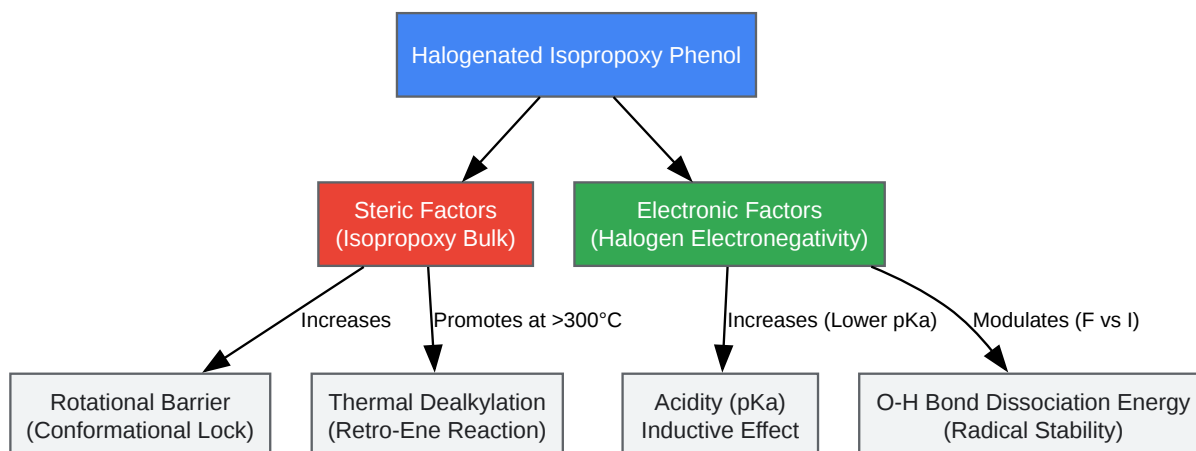 Halogenated Isopropoxy Phenol
Steric Factors
(Isopropoxy Bulk)
Electronic Factors
(Halogen Electronegativity)
Increases
Promotes at >300°C
Increases (Lower pKa)
Modulates (F vs I)
Rotational Barrier
(Conformational Lock)
Thermal Dealkylation
(Retro-Ene Reaction)
Acidity (pKa)
Inductive Effect
O-H Bond Dissociation Energy
(Radical Stability)